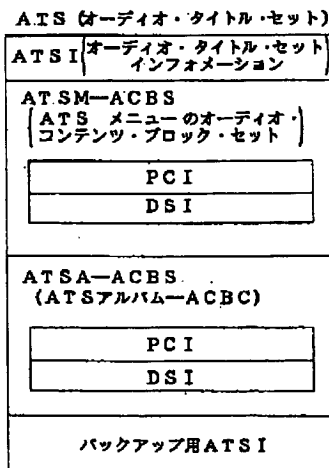 ATS (オーディオ・タイトル・セット)
ATSI (オーディオ・タイトル・セット
インフォメーション)
ATSM—ACBS
(ATS メニューのオーディオ・
コンテンツ・ブロック・セット)
PCI
DSI
ATSA—ACBS
(ATSアルバム—ACBC)
PCI
DSI
バックアップ用ATSI